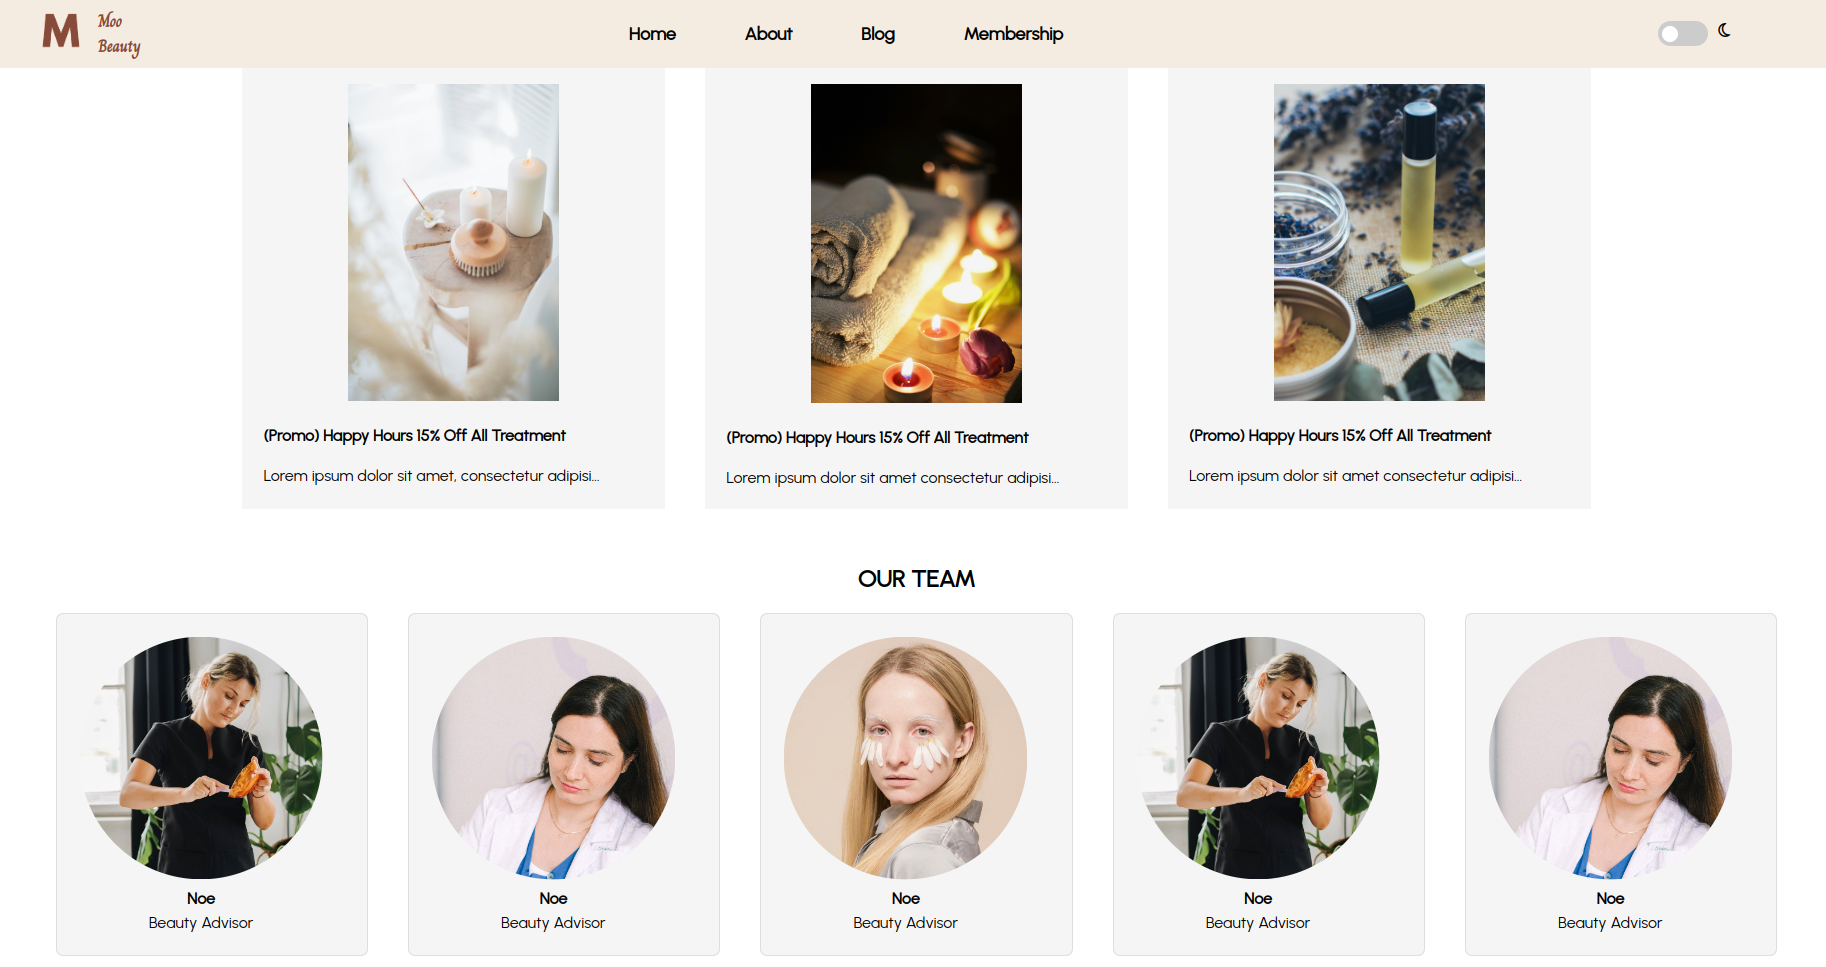 M
Moo
Beauty
Home About Blog Membership
(Promo) Happy Hours 15% Off All Treatment
Lorem ipsum dolor sit amet, consectetur adipisi...
(Promo) Happy Hours 15% Off All Treatment
Lorem ipsum dolor sit amet consectetur adipisi...
(Promo) Happy Hours 15% Off All Treatment
Lorem ipsum dolor sit amet consectetur adipisi...
OUR TEAM
Noe
Beauty Advisor
Noe
Beauty Advisor
Noe
Beauty Advisor
Noe
Beauty Advisor
Noe
Beauty Advisor